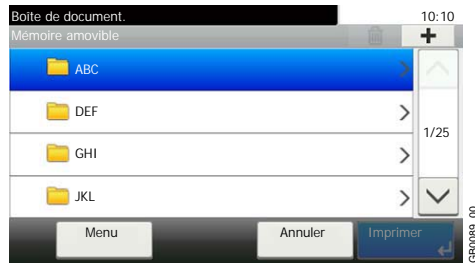 Boîte de document.
10:10
Mémoire amovible
ABC
DEF
1/25
GHI
JKL
Menu
Annuler
Imprimer
GB0089_00